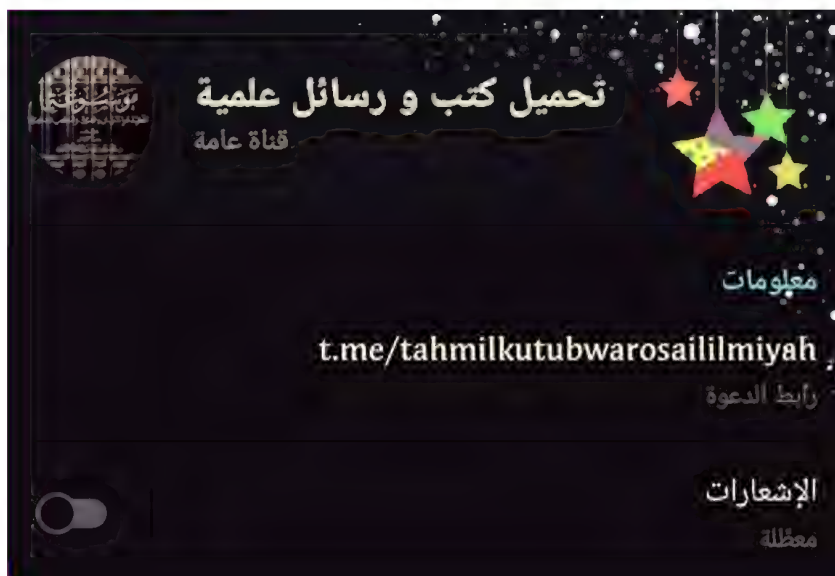 تحميل كتب و رسائل علمية
قناة عامة
معلومات
t.me/tahmilkutubwarosaililmiyah
رابط الدعوة
الإشعارات
معطّلة